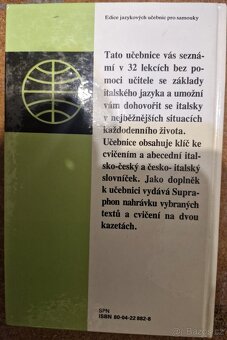 Edice jazykových učebnic pro samouky
Tato učebnice vás sezná-
mí v 32 lekcích bez po-
moci učitele se základy
italského jazyka a umožní
vám dohovořit se italsky
v nejběžnějších situacích
každodenního života.
Učebnice obsahuje klíč ke
cvičením a abecední ital-
sko-český a česko-italský
slovníček. Jako doplněk
k učebnici vydává Supra-
phon nahrávku vybraných
textů a cvičení na dvou
kazetách.
SPN
ISBN 80-04-22882-8